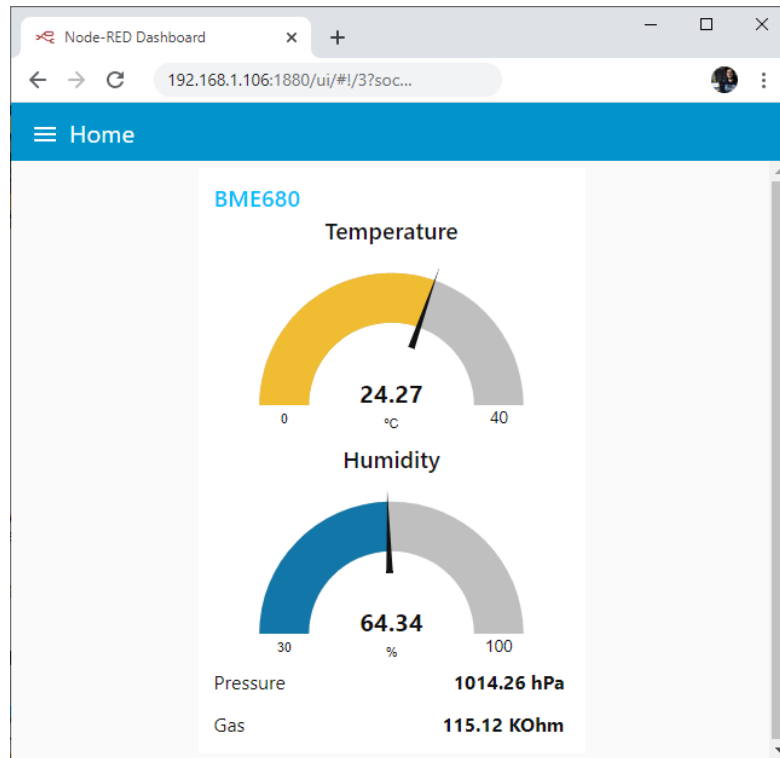 Node-RED Dashboard
192.168.1.106:1880/ui/#!/3?soc...
Home
BME680
Temperature
24.27
0
ºC
40
Humidity
64.34
30
%
100
Pressure 1014.26 hPa
Gas 115.12 KOhm